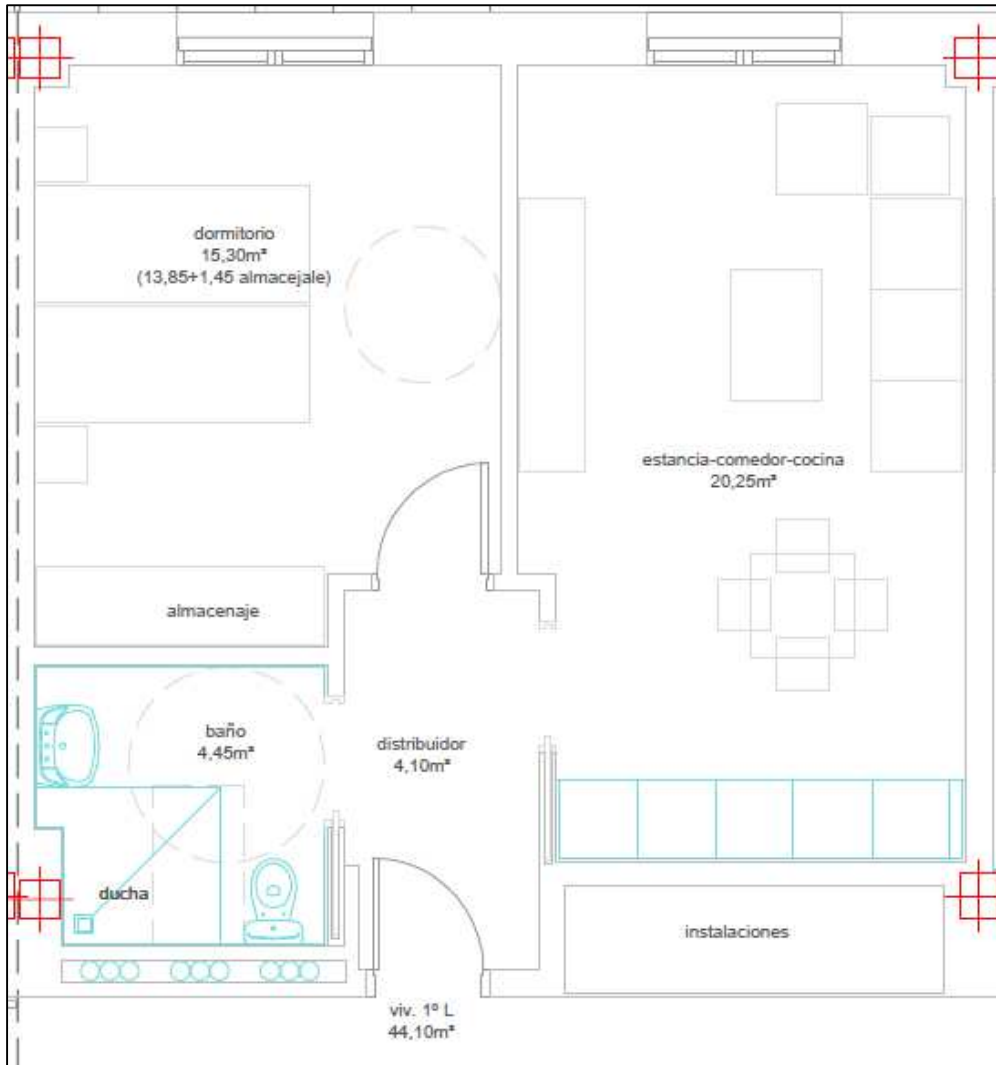 dormitorio
15,30m²
(13,85+1,45 almacejale)
estancia-comedor-cocina
20,25m²
almacenaje
baño
4,45m²
distribuidor
4,10m²
ducha
instalaciones
viv. 1º L
44,10m²